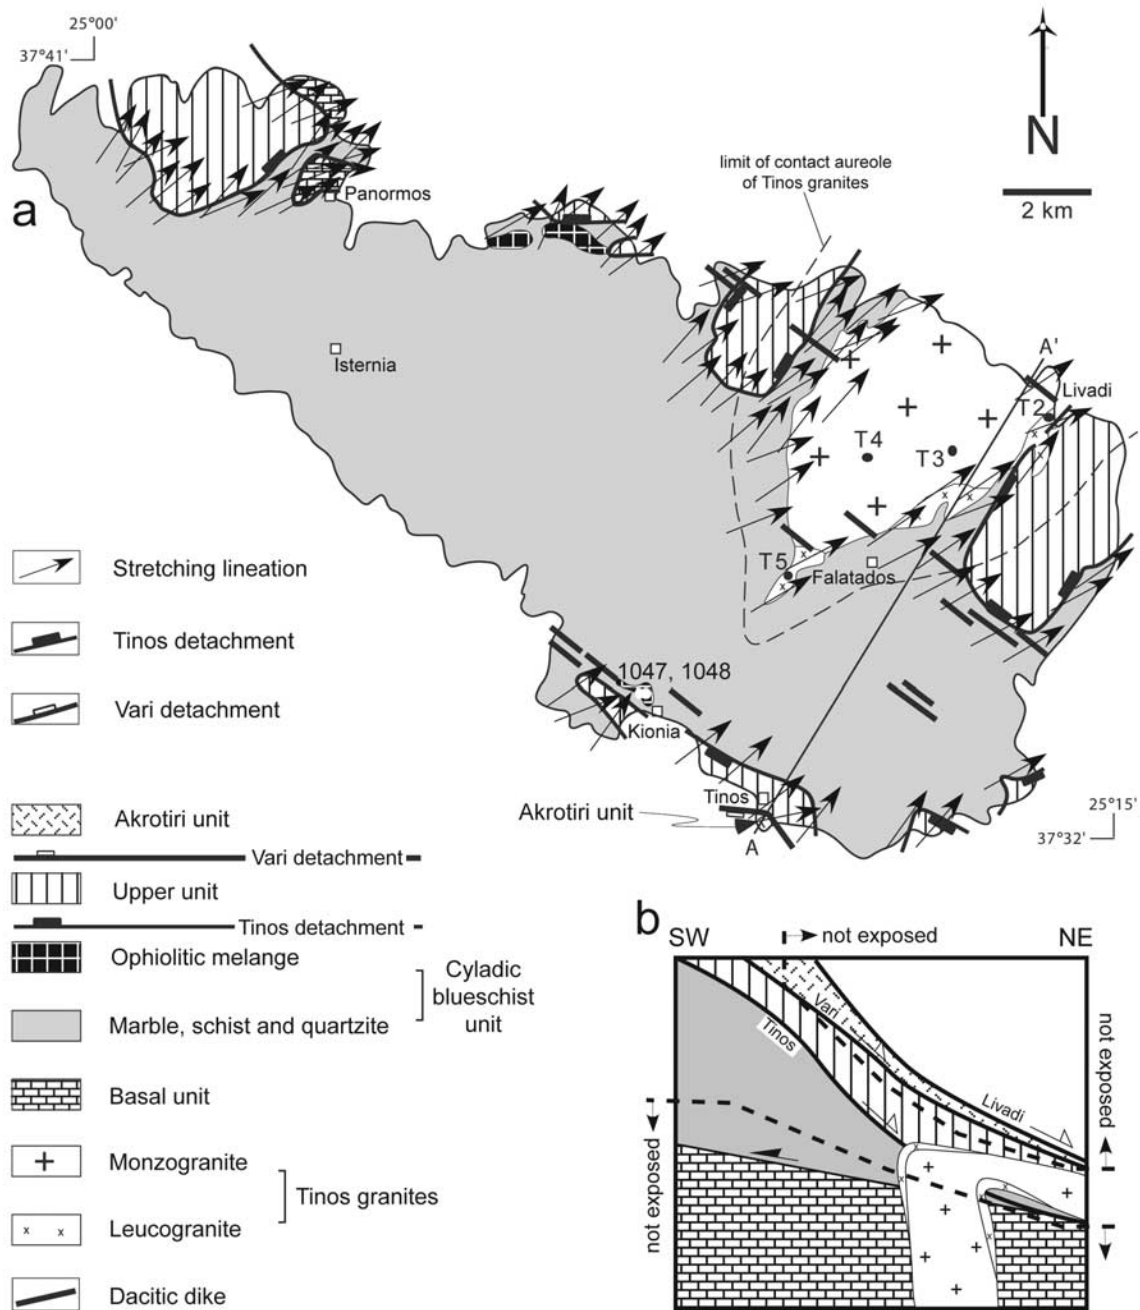 25°00'
37°41'
a
N
2 km
limit of contact aureole
of Tinos granites
Panormos
Isternia
A'
Livadi
T2
T4
T3
T5
Falatados
1047, 1048
Kionia
Tinos
Akrotiri unit
A
25°15'
37°32'
Stretching lineation
Tinos detachment
Vari detachment
Akrotiri unit
Vari detachment
Upper unit
Tinos detachment
Ophiolitic melange
Cyladic
blueschist
unit
Marble, schist and quartzite
Basal unit
Monzogranite
Tinos granites
Leucogranite
Dacitic dike
b
SW
not exposed
NE
Vari
Tinos
Livadi
not exposed
not exposed